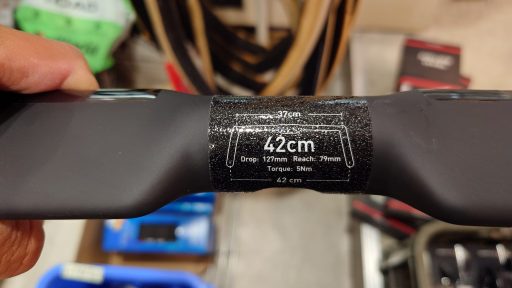 37cm
42cm
Drop: 127mm Reach: 79mm
Torque: 5Nm
42 cm